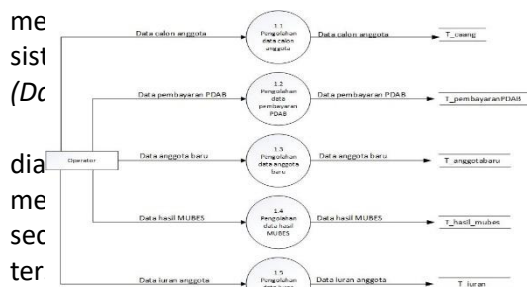 me
sist
(Da
dia
me
sec
ter
Operator
Data calon anggota
1.1
Pengolahan
data calon
anggota
Data calon anggota
T_caang
Data pembayaran PDAB
1.2
Pengolahan
data
pembayaran
PDAB
Data pembayaran PDAB
T_pembayaranPDAB
Data anggota baru
1.3
Pengolahan
data anggota
baru
Data anggota baru
T_anggotabaru
Data hasil MUBES
1.4
Pengolahan
data hasil
MUBES
Data hasil MUBES
T_hasil_mubes
Data iuran anggota
1.5
Pengolahan
data iuran
Data iuran anggota
T_iuran